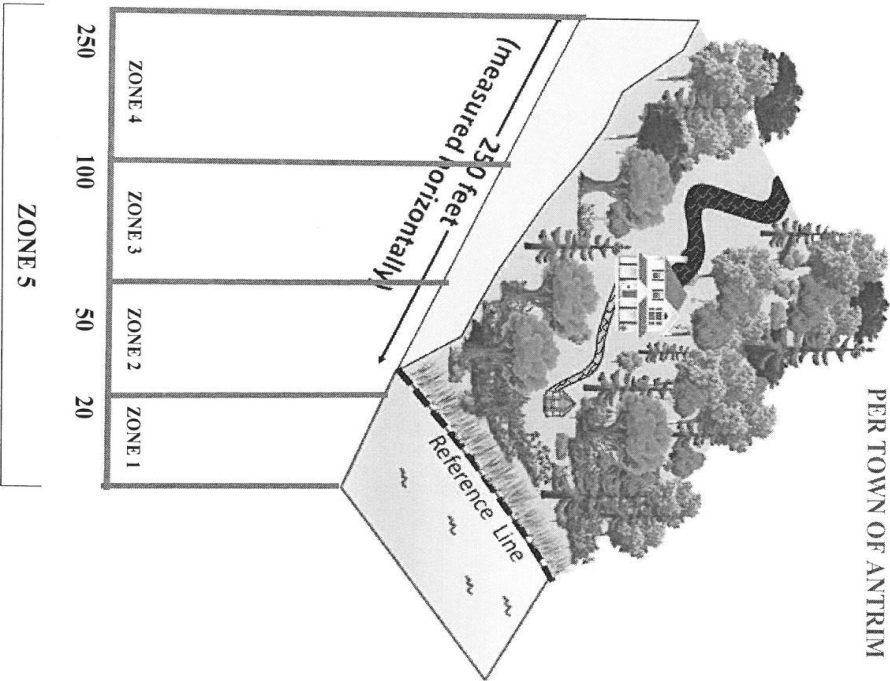 PER TOWN OF ANTRIM
250 feet
(measured horizontally)
Reference Line
ZONE 4
ZONE 3
ZONE 2
ZONE 1
250
100
50
20
ZONE 5